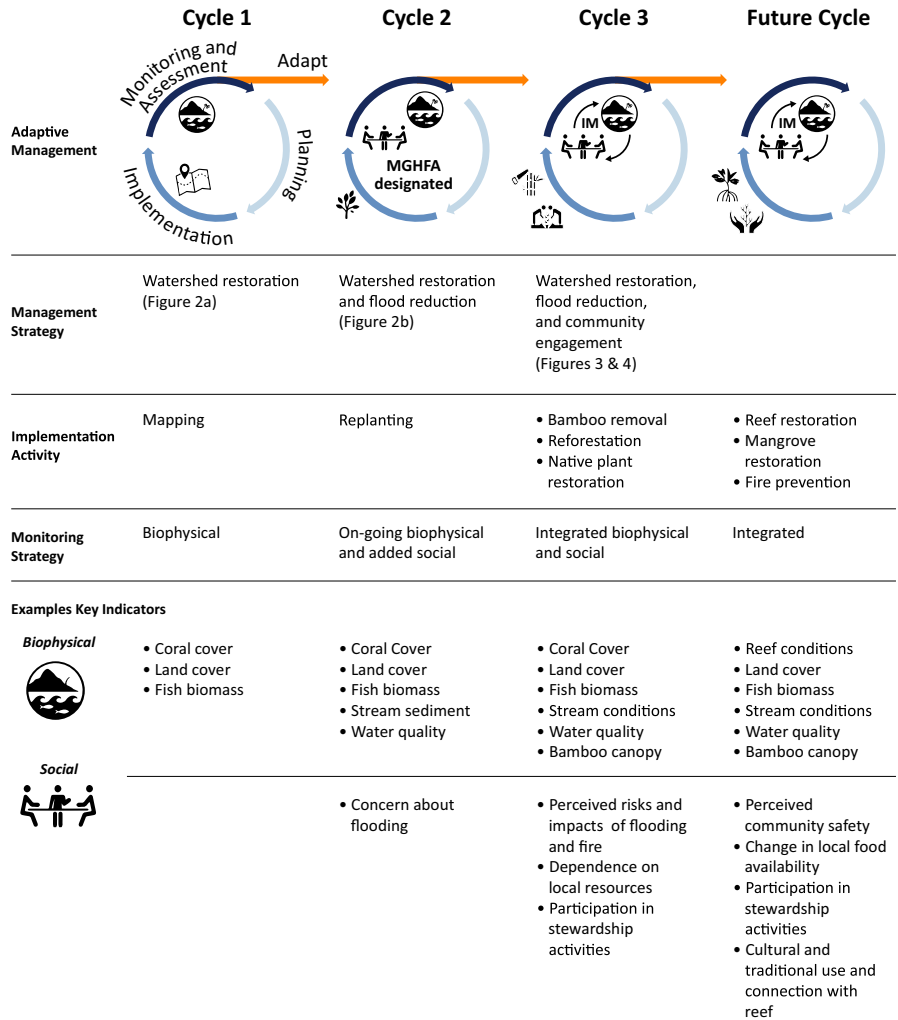 Cycle 1
Cycle 2
Cycle 3
Future Cycle
Adaptive
Management
Monitoring and
Assessment
Adapt
Planning
Implementation
MGHFA
designated
IM
IM
Management
Strategy
Watershed restoration
(Figure 2a)
Watershed restoration
and flood reduction
(Figure 2b)
Watershed restoration,
flood reduction,
and community
engagement
(Figures 3 & 4)
Implementation
Activity
Mapping
Replanting
• Bamboo removal
• Reforestation
• Native plant
restoration
• Reef restoration
• Mangrove
restoration
• Fire prevention
Monitoring
Strategy
Biophysical
On-going biophysical
and added social
Integrated biophysical
and social
Integrated
Examples Key Indicators
Biophysical
• Coral cover
• Land cover
• Fish biomass
• Coral Cover
• Land cover
• Fish biomass
• Stream sediment
• Water quality
• Coral Cover
• Land cover
• Fish biomass
• Stream conditions
• Water quality
• Bamboo canopy
• Reef conditions
• Land cover
• Fish biomass
• Stream conditions
• Water quality
• Bamboo canopy
Social
• Concern about
flooding
• Perceived risks and
impacts of flooding
and fire
• Dependence on
local resources
• Participation in
stewardship
activities
• Perceived
community safety
• Change in local food
availability
• Participation in
stewardship
activities
• Cultural and
traditional use and
connection with
reef